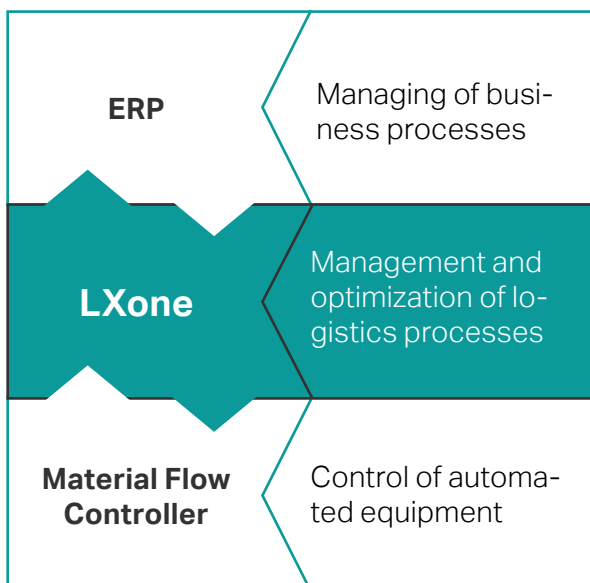 ERP
Managing of busi-
ness processes
LXone
Management and
optimization of lo-
gistics processes
Material Flow
Controller
Control of automa-
ted equipment